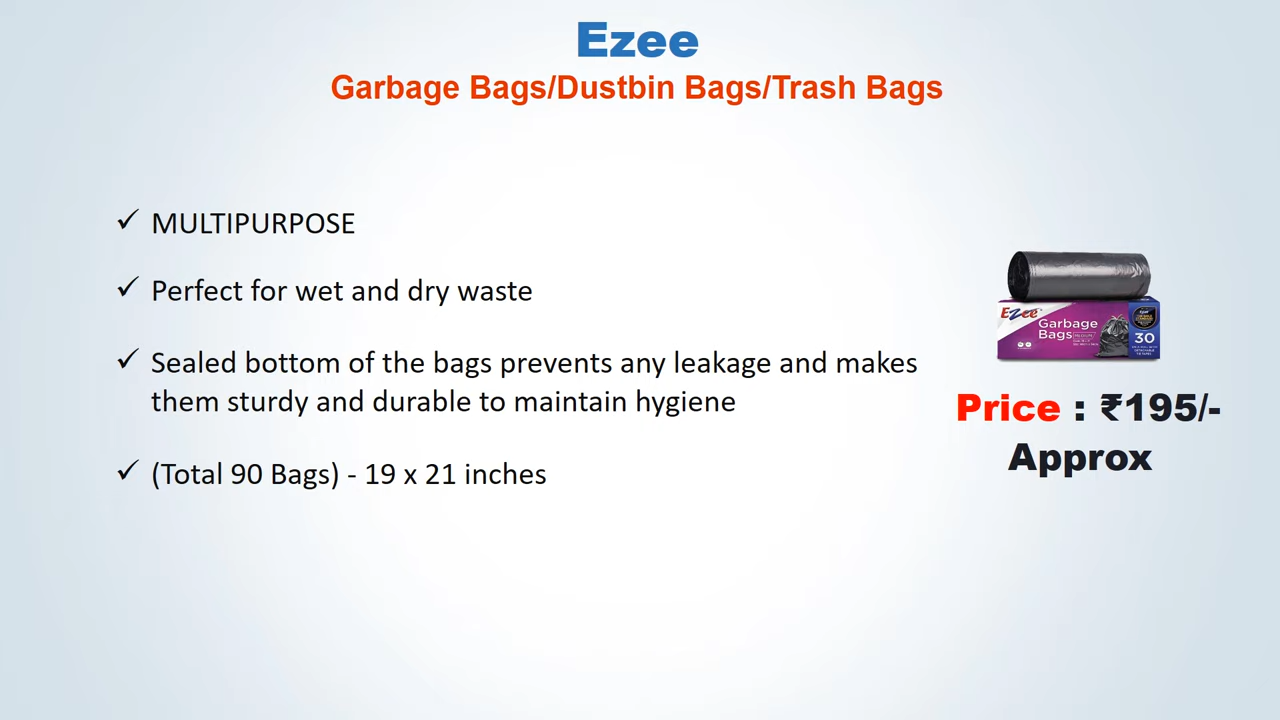 Ezee
Garbage Bags/Dustbin Bags/Trash Bags
✓ MULTIPURPOSE
✓ Perfect for wet and dry waste
✓ Sealed bottom of the bags prevents any leakage and makes
them sturdy and durable to maintain hygiene
✓ (Total 90 Bags) - 19 x 21 inches
Ezee
Garbage
Bags
30
Price : ₹195/-
Approx